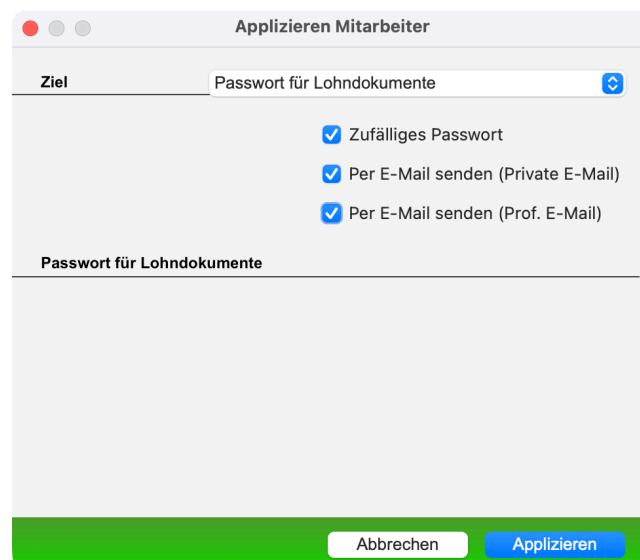 Applizieren Mitarbeiter
Ziel Passwort für Lohndokumente
Zufälliges Passwort
Per E-Mail senden (Private E-Mail)
Per E-Mail senden (Prof. E-Mail)
Passwort für Lohndokumente
Abbrechen Applizieren